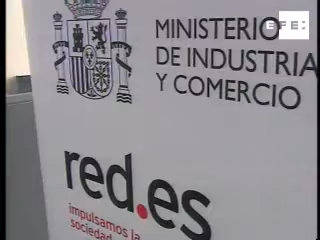 EFE:
MINISTERIO
DE INDUSTRIA
Y COMERCIO
red.es
impulsamos la
sociedad